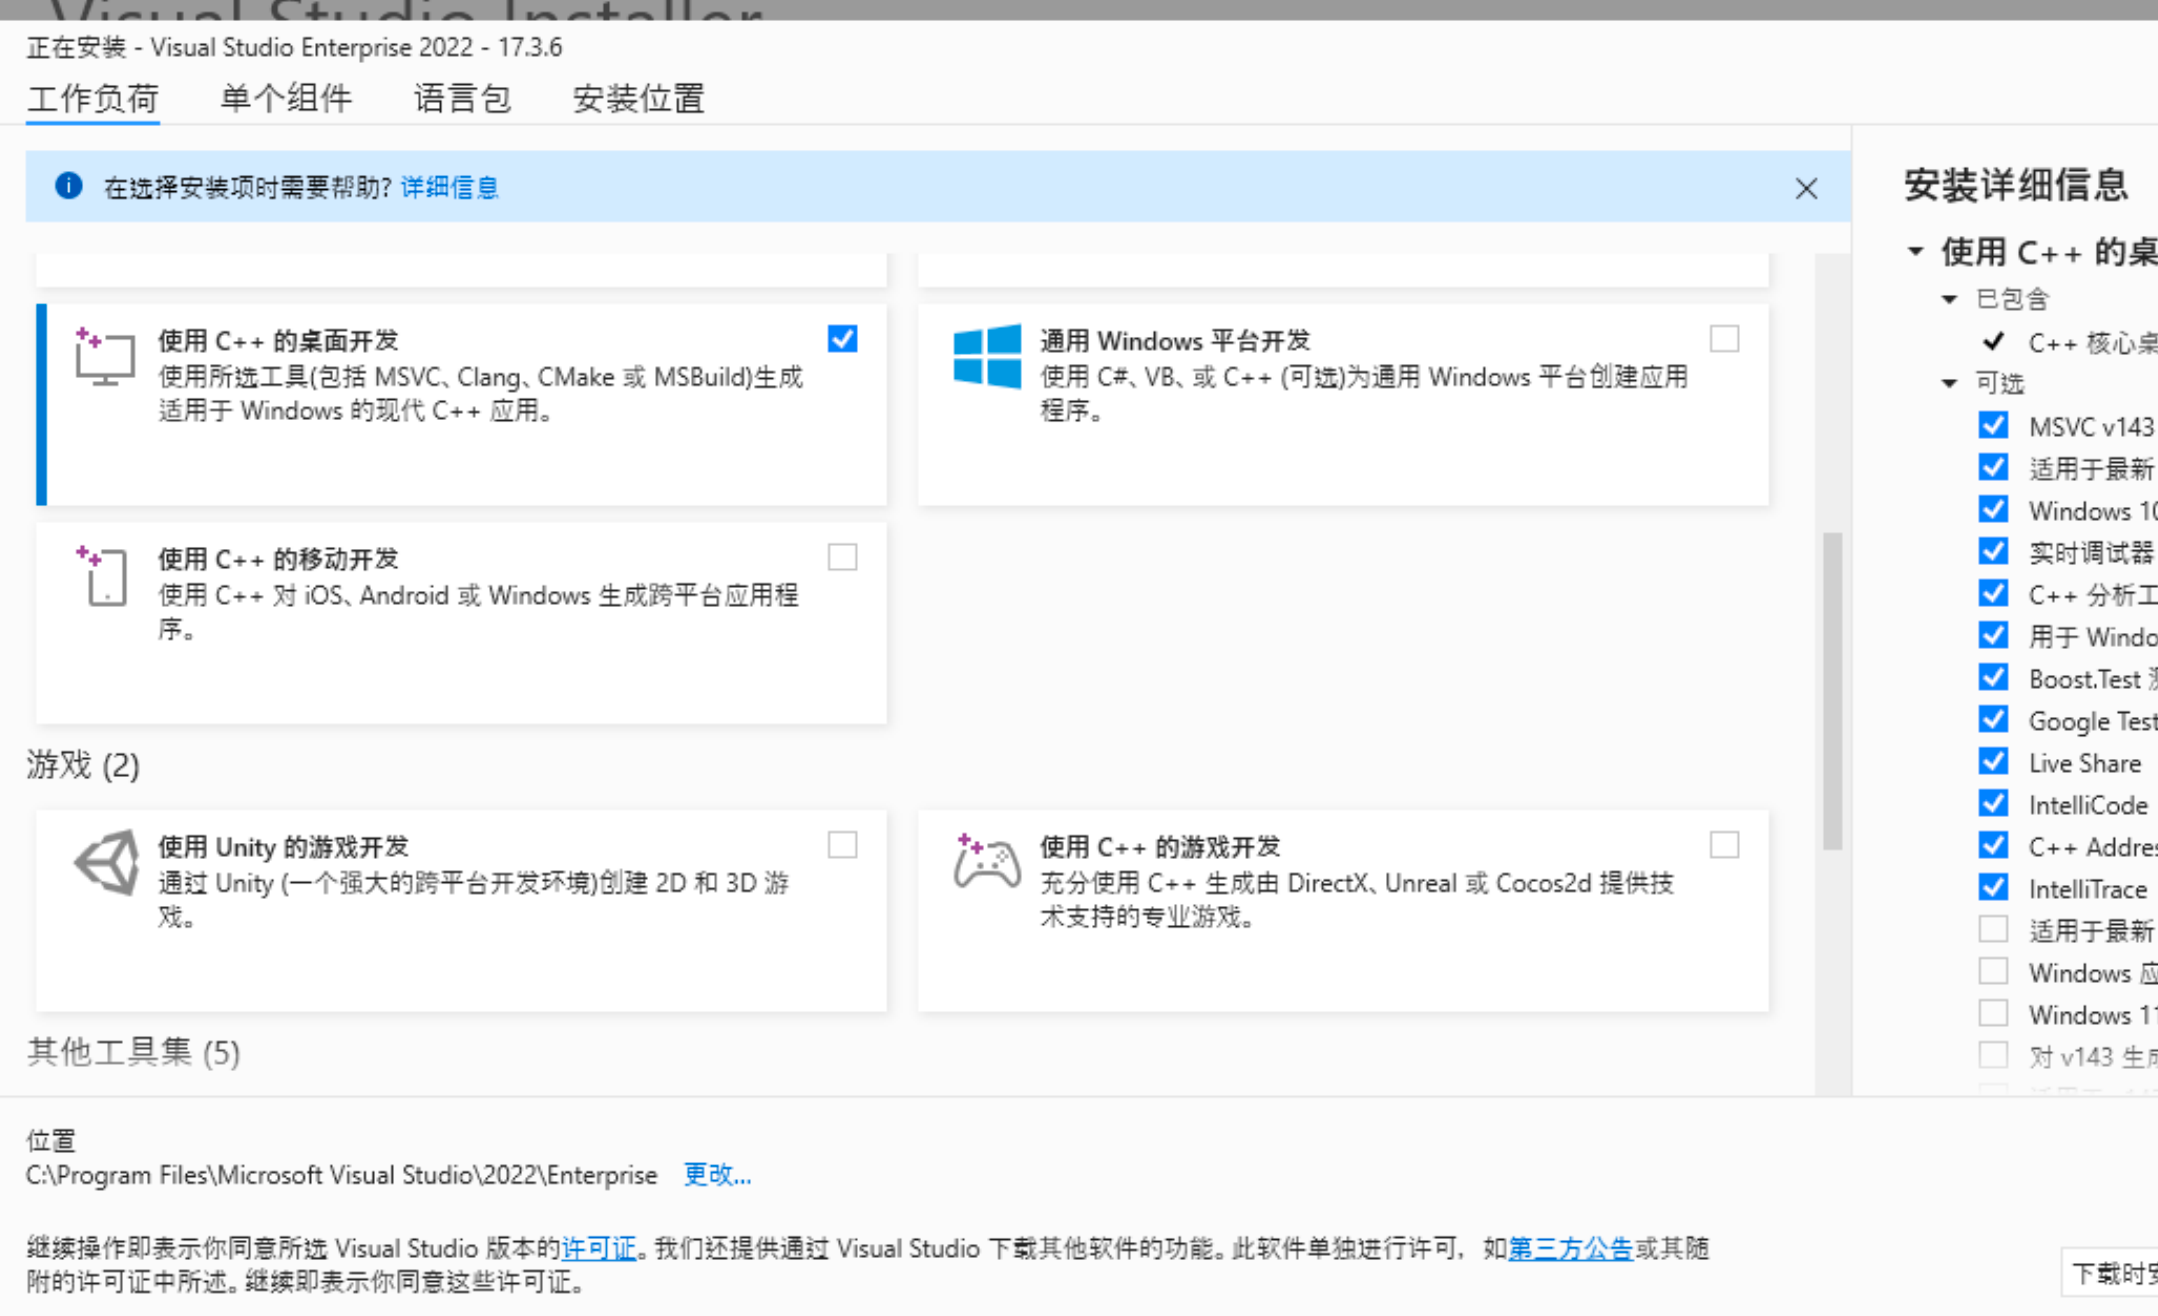 Visual Studio Installer
正在安装 - Visual Studio Enterprise 2022 - 17.3.6
工作负荷 单个组件 语言包 安装位置
在选择安装项时需要帮助? 详细信息
使用 C++ 的桌面开发
使用所选工具(包括 MSVC、Clang、CMake 或 MSBuild)生成
适用于 Windows 的现代 C++ 应用。
通用 Windows 平台开发
使用 C#、VB、或 C++ (可选)为通用 Windows 平台创建应用
程序。
使用 C++ 的移动开发
使用 C++ 对 iOS、Android 或 Windows 生成跨平台应用程
序。
游戏 (2)
使用 Unity 的游戏开发
通过 Unity (一个强大的跨平台开发环境)创建 2D 和 3D 游
戏。
使用 C++ 的游戏开发
充分使用 C++ 生成由 DirectX、Unreal 或 Cocos2d 提供技
术支持的专业游戏。
其他工具集 (5)
安装详细信息
使用 C++ 的桌
已包含
C++ 核心桌
可选
MSVC v143
适用于最新
Windows 10
实时调试器
C++ 分析工
用于 Windo
Boost.Test
Google Test
Live Share
IntelliCode
C++ Addres
IntelliTrace
适用于最新
Windows 应
Windows 11
对 v143 生成
位置
C:\Program Files\Microsoft Visual Studio\2022\Enterprise 更改...
继续操作即表示你同意所选 Visual Studio 版本的许可证。我们还提供通过 Visual Studio 下载其他软件的功能。此软件单独进行许可，如第三方公告或其随
附的许可证中所述。继续即表示你同意这些许可证。
下载时安